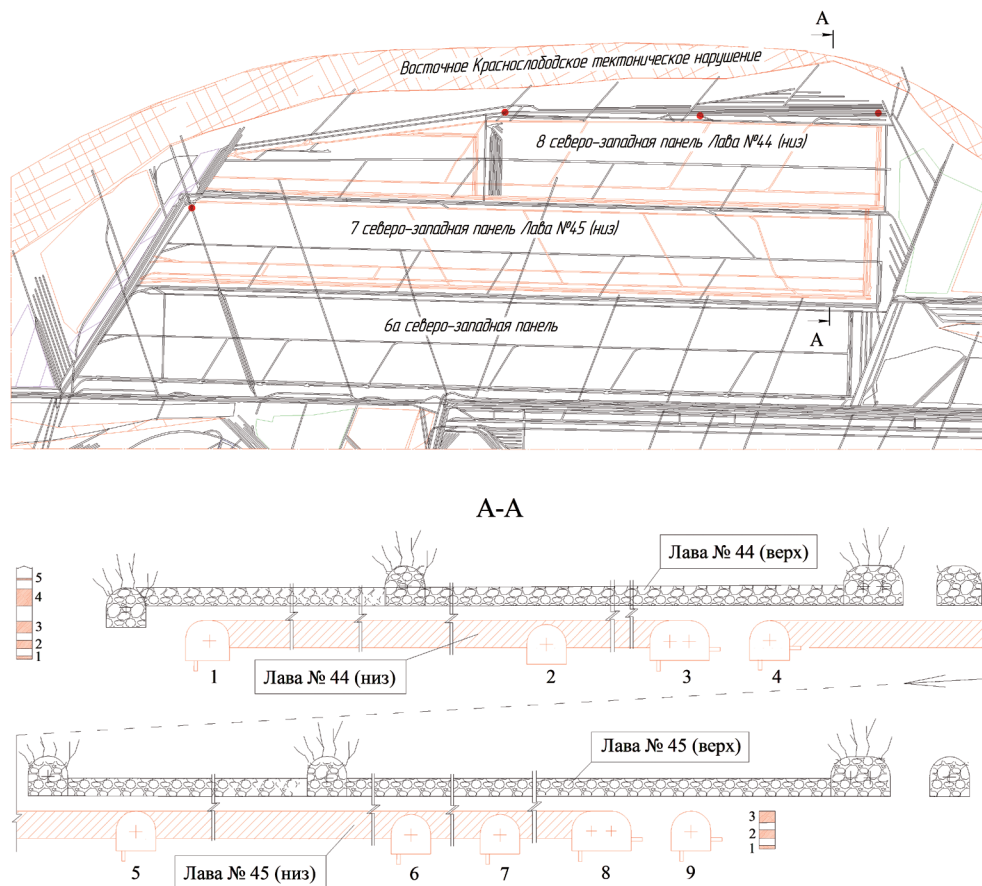 А
Восточное Краснослободское тектоническое нарушение
8 северо-западная панель Лава №44 (низ)
7 северо-западная панель Лава №45 (низ)
6а северо-западная панель
А
А-А
Лава № 44 (верх)
5
4
3
2
1
Лава № 44 (низ)
1
2
3
4
Лава № 45 (верх)
3
2
1
Лава № 45 (низ)
5
6
7
8
9